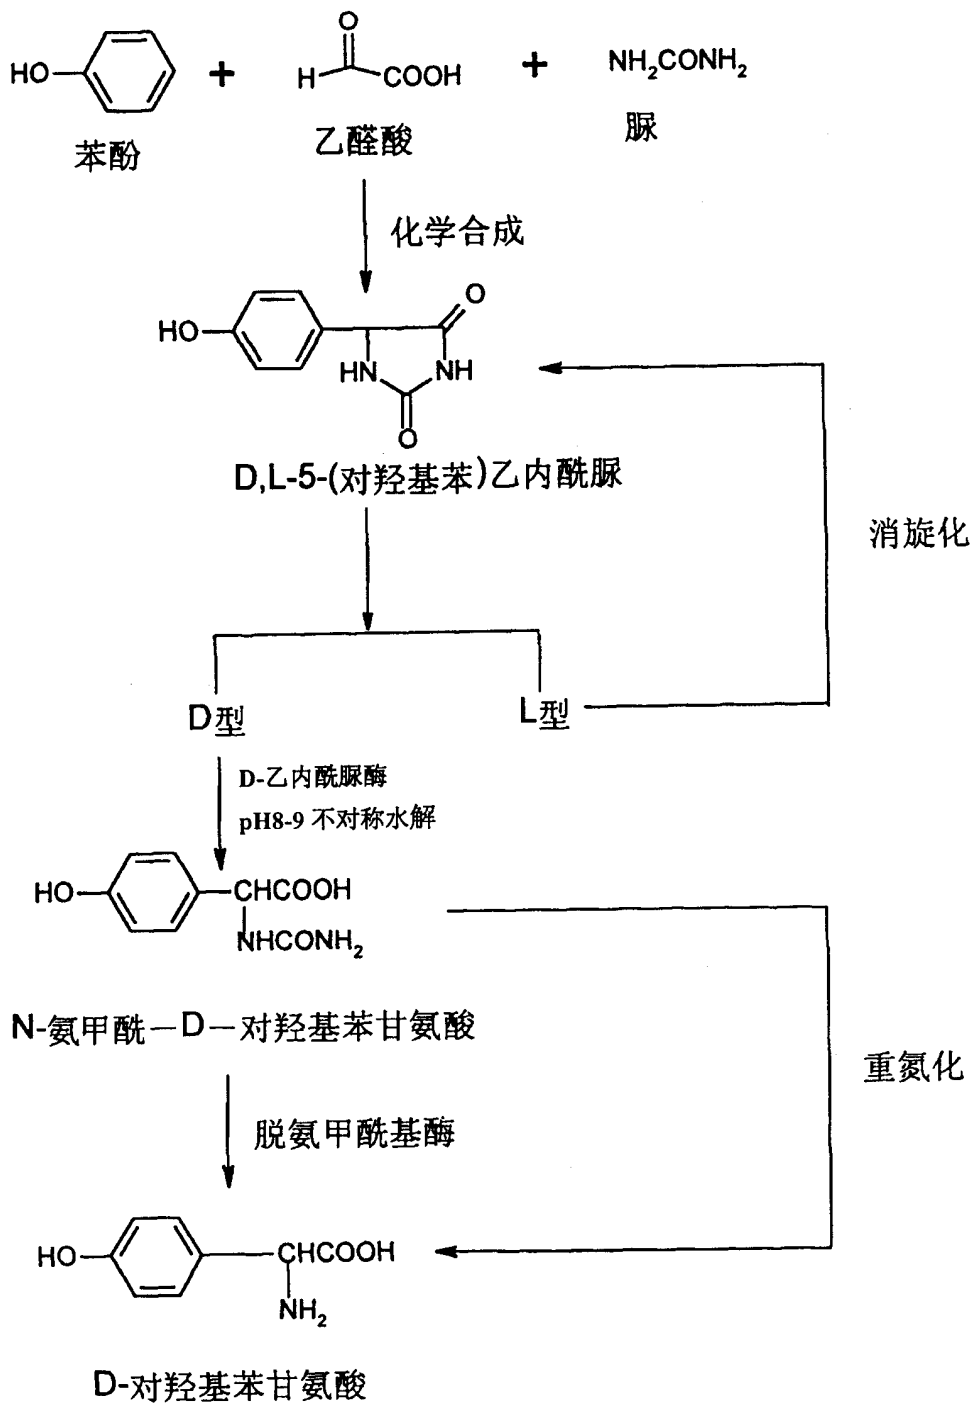 HO
+
H
O
COOH
+
NH₂CONH₂
苯酚
乙醛酸
脲
化学合成
HO
O
HN
NH
O
D,L-5-(对羟基苯)乙内酰脲
消旋化
D型
L型
D-乙内酰脲酶
pH8-9 不对称水解
HO
CHCOOH
NHCONH₂
N-氨甲酰—D—对羟基苯甘氨酸
重氮化
脱氨甲酰基酶
HO
CHCOOH
NH₂
D-对羟基苯甘氨酸